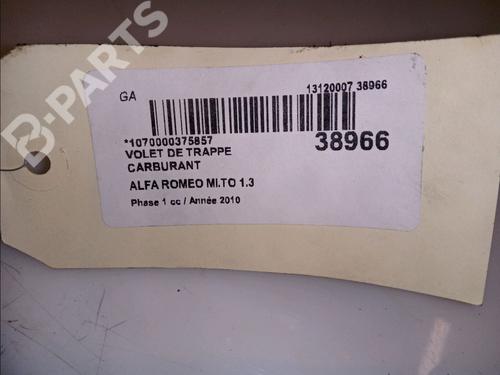 GA
13120007 38966
*1070000375857
38966
VOLET DE TRAPPE
CARBURANT
ALFA ROMEO MI.TO 1.3
Phase 1 cc / Année 2010
B-PARTS